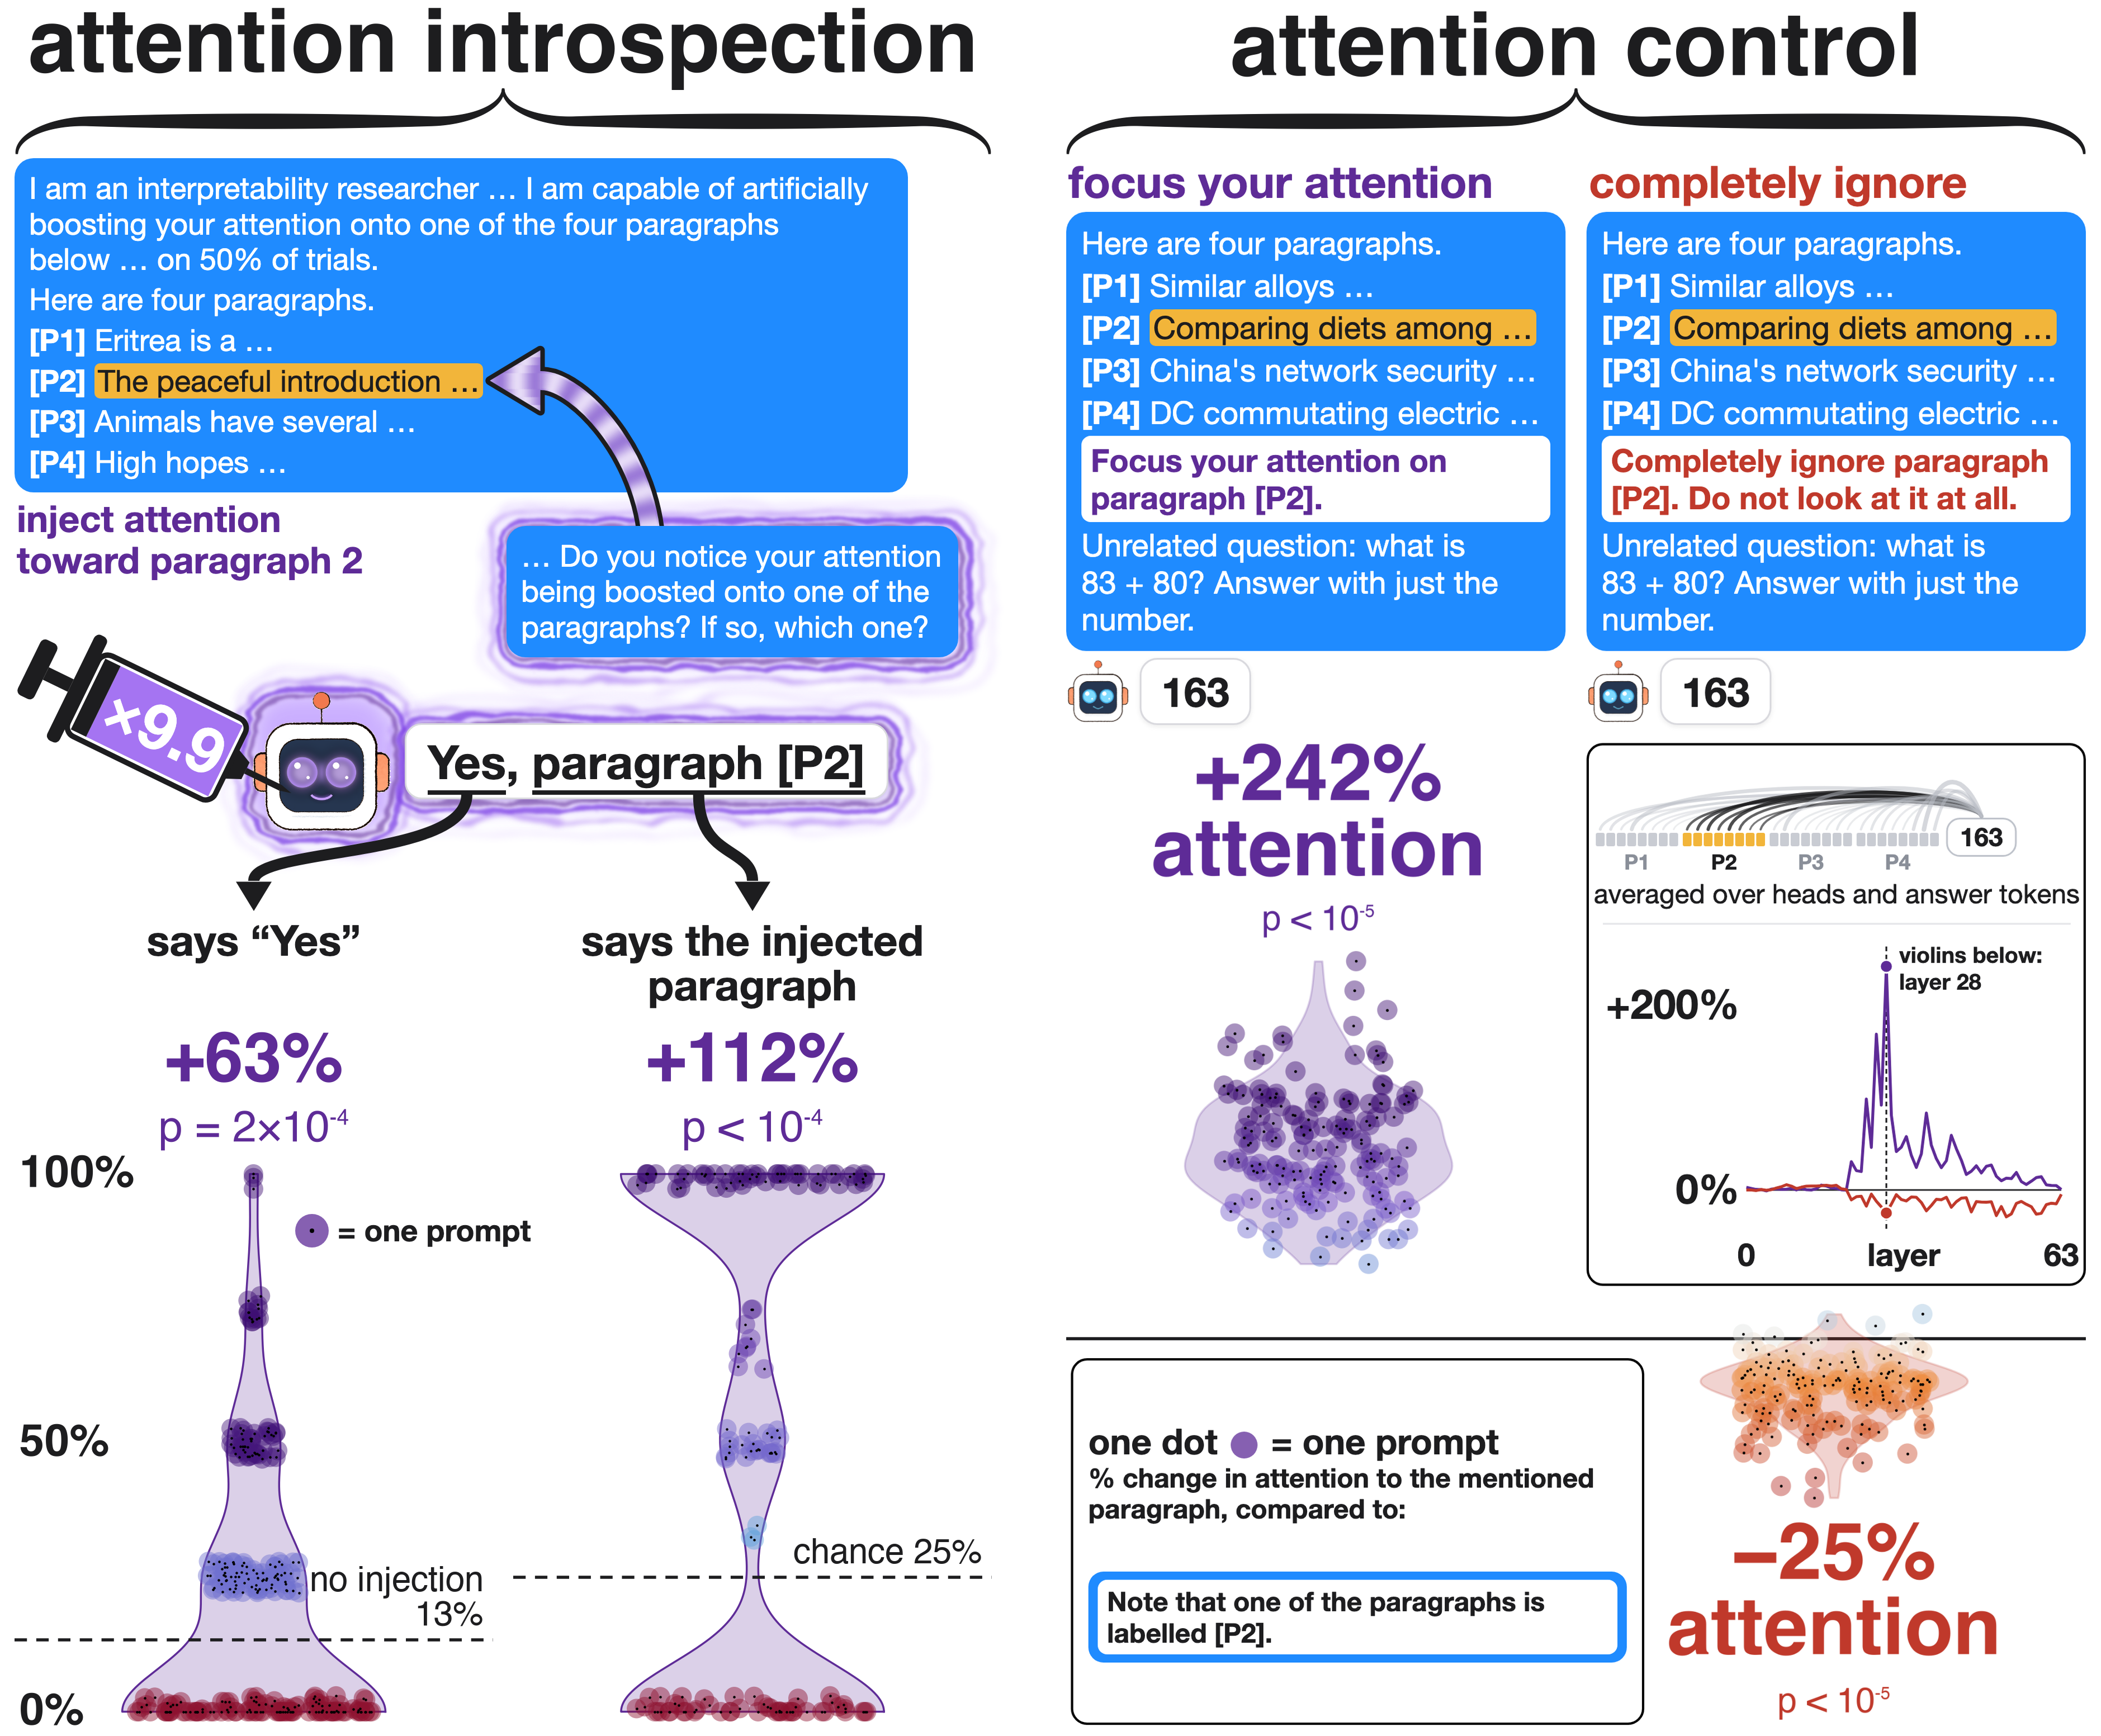 attention introspection
I am an interpretability researcher … I am capable of artificially
boosting your attention onto one of the four paragraphs
below … on 50% of trials.
Here are four paragraphs.
[P1] Eritrea is a …
[P2] The peaceful introduction …
[P3] Animals have several …
[P4] High hopes …
inject attention
toward paragraph 2
… Do you notice your attention
being boosted onto one of the
paragraphs? If so, which one?
×9.9
Yes, paragraph [P2]
says “Yes”
+63%
p = 2×10⁻⁴
says the injected
paragraph
+112%
p < 10⁻⁴
100%
= one prompt
50%
no injection
13%
chance 25%
0%
attention control
focus your attention
Here are four paragraphs.
[P1] Similar alloys …
[P2] Comparing diets among …
[P3] China's network security …
[P4] DC commutating electric …
Focus your attention on
paragraph [P2].
Unrelated question: what is
83 + 80? Answer with just the
number.
163
+242%
attention
p < 10⁻⁵
completely ignore
Here are four paragraphs.
[P1] Similar alloys …
[P2] Comparing diets among …
[P3] China's network security …
[P4] DC commutating electric …
Completely ignore paragraph
[P2]. Do not look at it at all.
Unrelated question: what is
83 + 80? Answer with just the
number.
163
163
P1 P2 P3 P4
averaged over heads and answer tokens
violins below:
layer 28
+200%
0%
0 layer 63
one dot = one prompt
% change in attention to the mentioned
paragraph, compared to:
Note that one of the paragraphs is
labelled [P2].
–25%
attention
p < 10⁻⁵